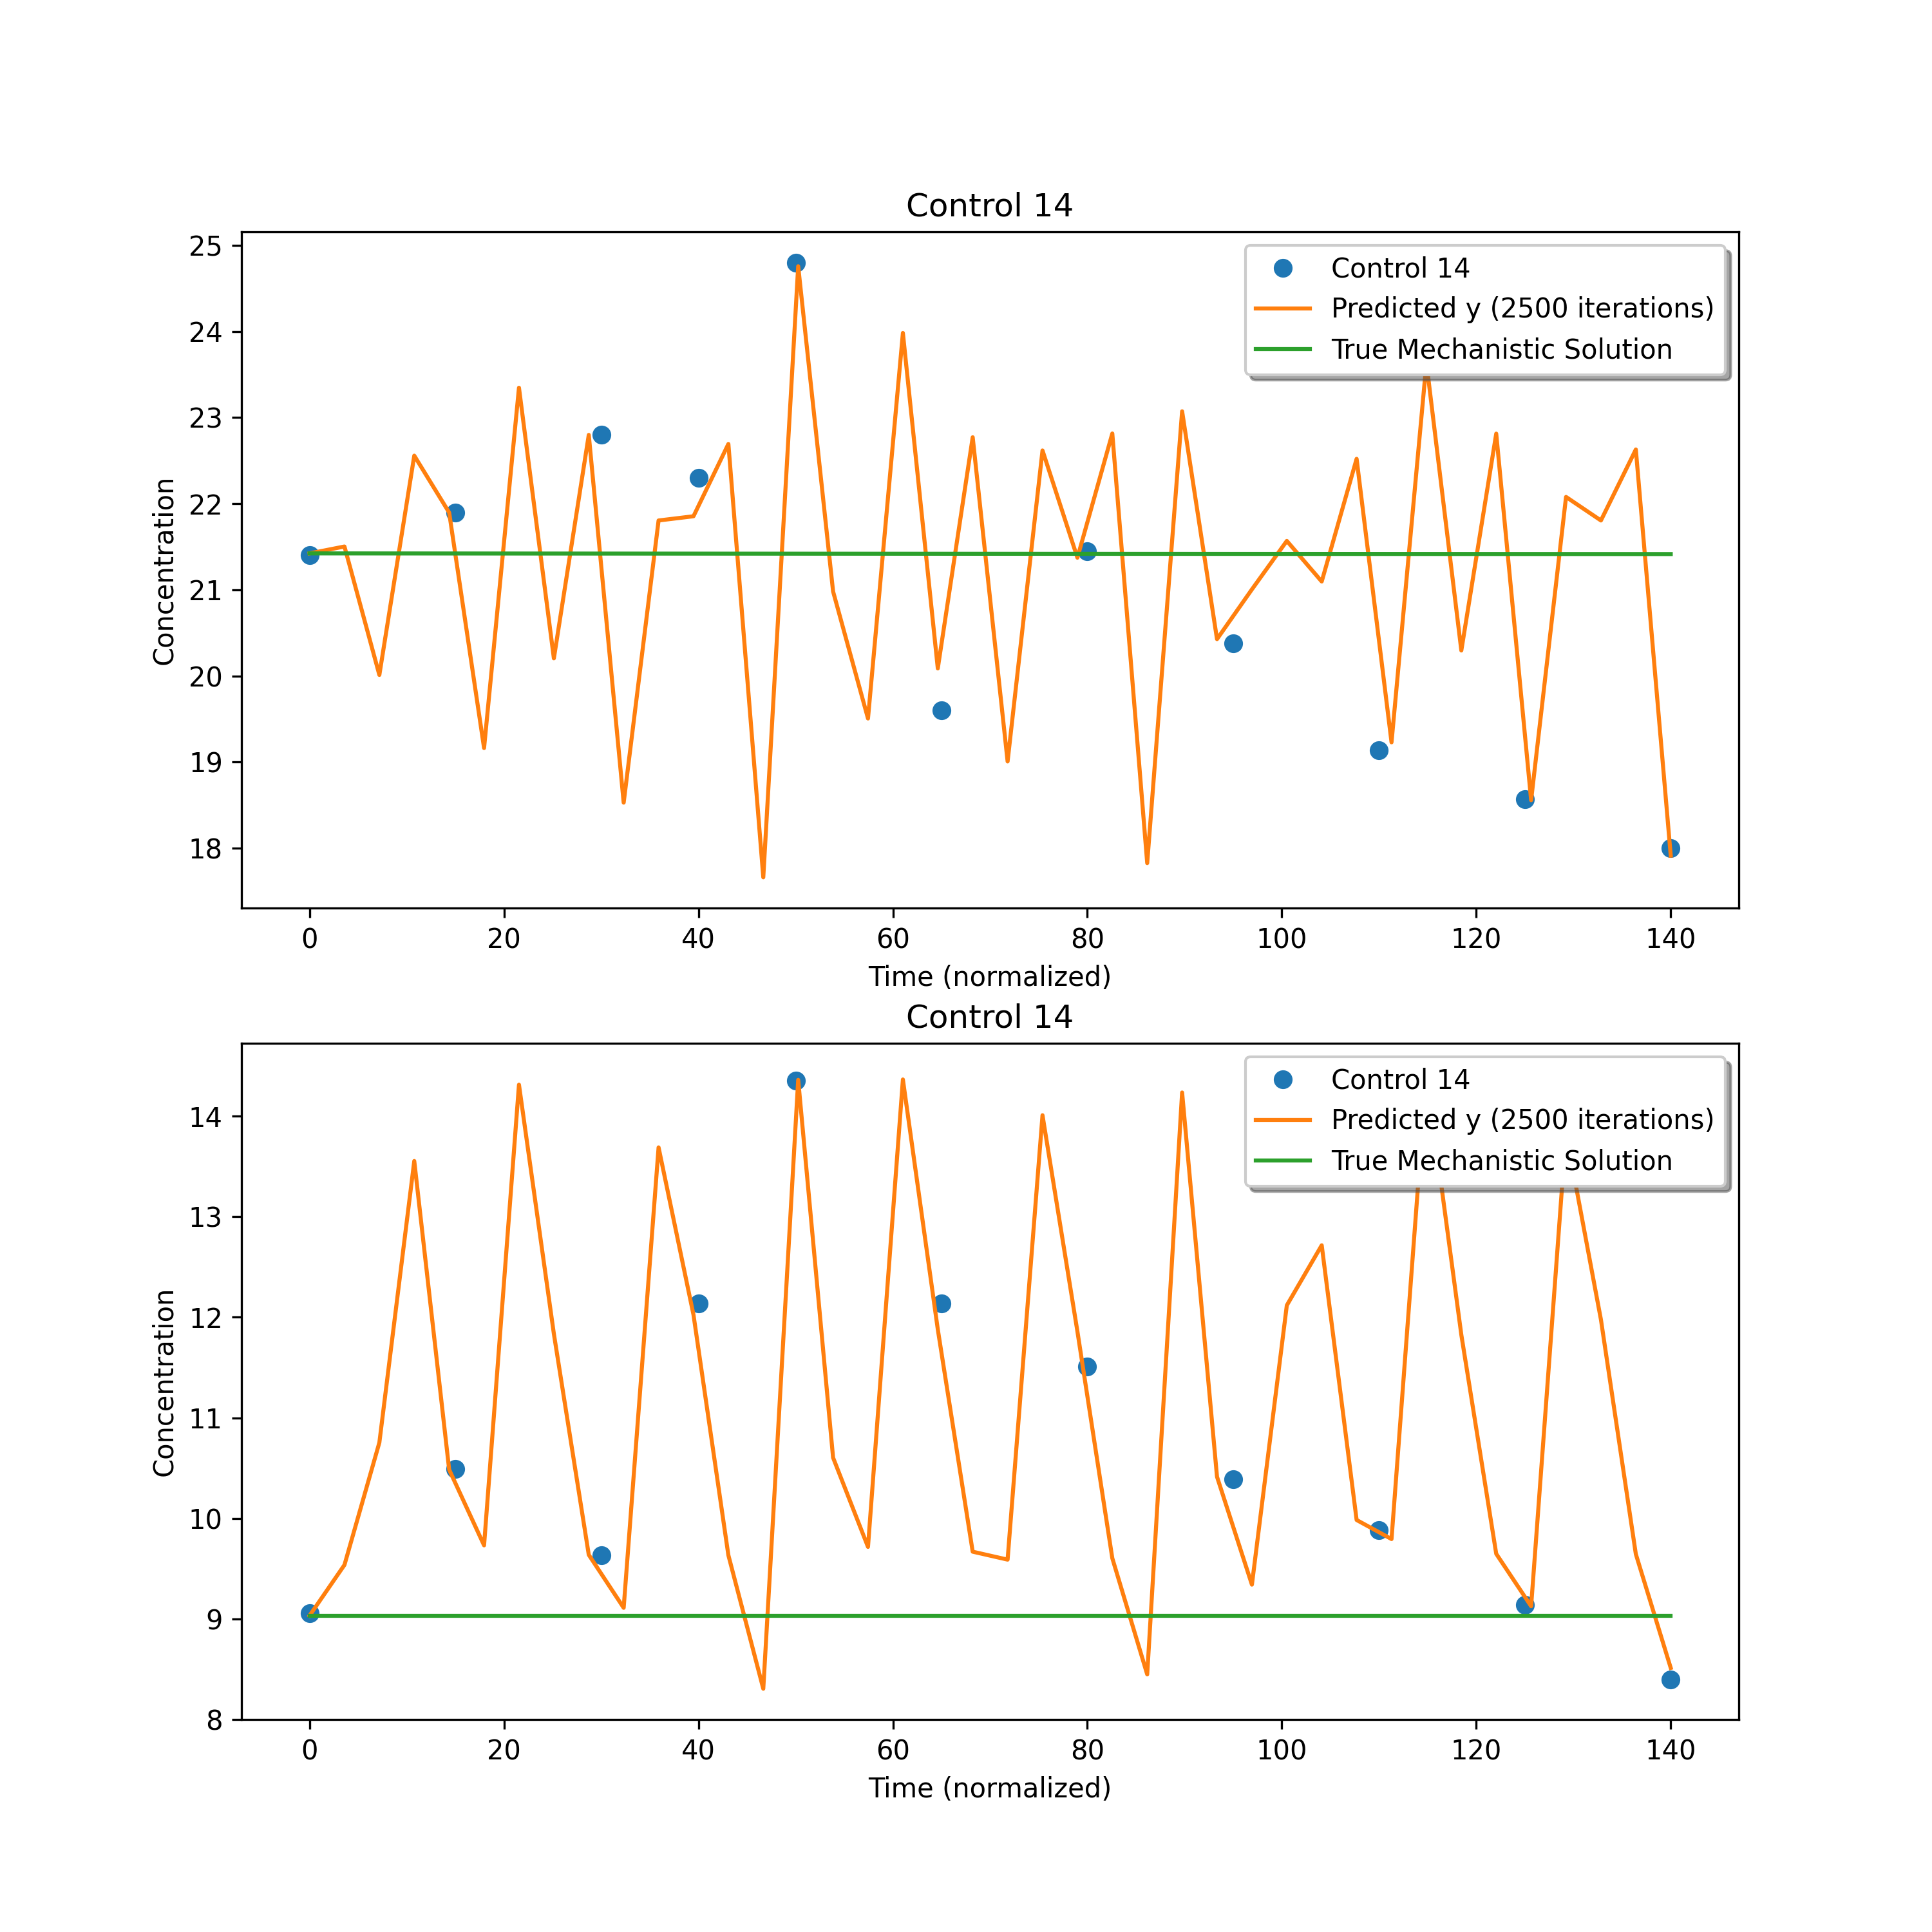 Control 14
25
24
23
22
21
20
19
18
Concentration
Control 14
Predicted y (2500 iterations)
True Mechanistic Solution
0 20 40 60 80 100 120 140
Time (normalized)
Control 14
14
13
12
11
10
9
8
Concentration
Control 14
Predicted y (2500 iterations)
True Mechanistic Solution
0 20 40 60 80 100 120 140
Time (normalized)